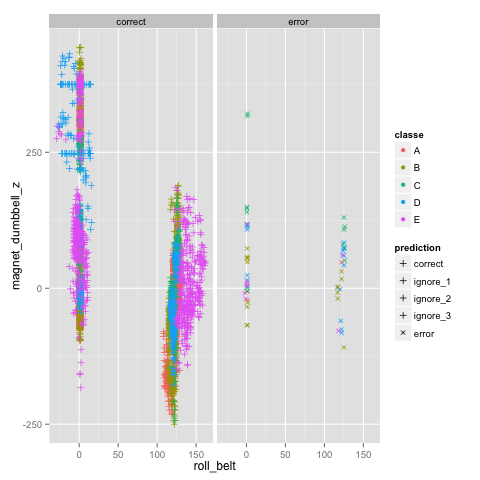 correct
error
magnet_dumbbell_z
250
0
-250
0
50
100
150
0
50
100
150
roll_belt
classe
A
B
C
D
E
prediction
correct
ignore_1
ignore_2
ignore_3
error